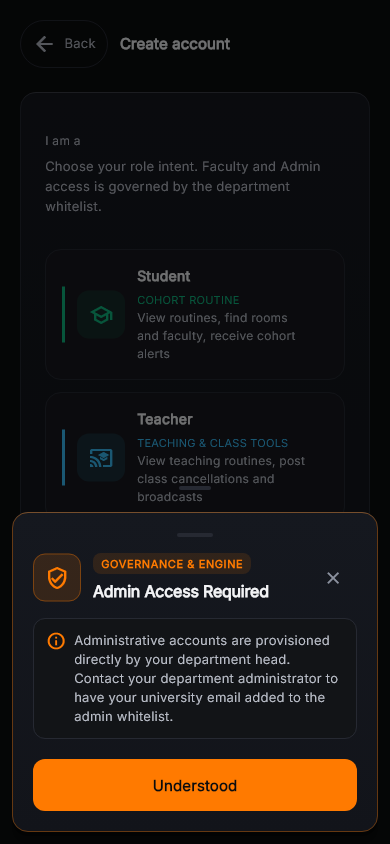 Back
Create account
I am a
Choose your role intent. Faculty and Admin
access is governed by the department
whitelist.
Student
COHORT ROUTINE
View routines, find rooms
and faculty, receive cohort
alerts
Teacher
TEACHING & CLASS TOOLS
View teaching routines, post
class cancellations and
broadcasts
GOVERNANCE & ENGINE
Admin Access Required
Administrative accounts are provisioned
directly by your department head.
Contact your department administrator to
have your university email added to the
admin whitelist.
Understood